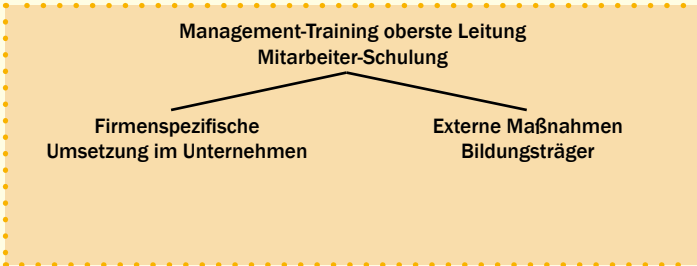 Management-Training oberste Leitung
Mitarbeiter-Schulung
Firmenspezifische
Umsetzung im Unternehmen
Externe Maßnahmen
Bildungsträger